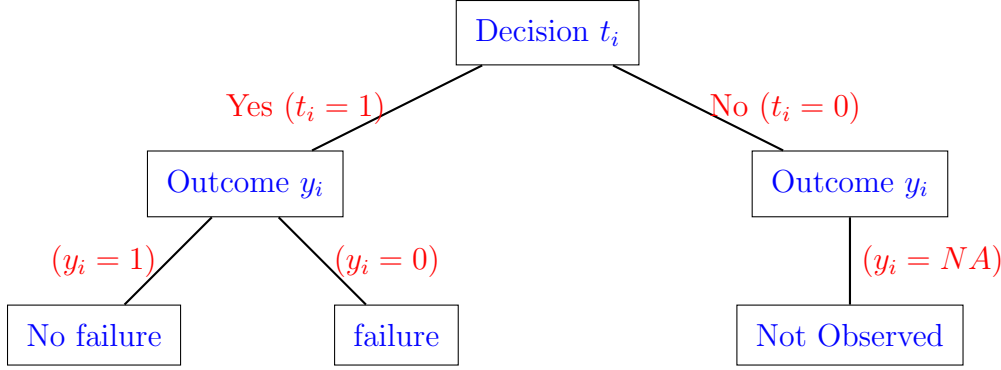 Decision t_i
Yes (t_i = 1)
No (t_i = 0)
Outcome y_i
Outcome y_i
(y_i = 1)
(y_i = 0)
(y_i = NA)
No failure
failure
Not Observed